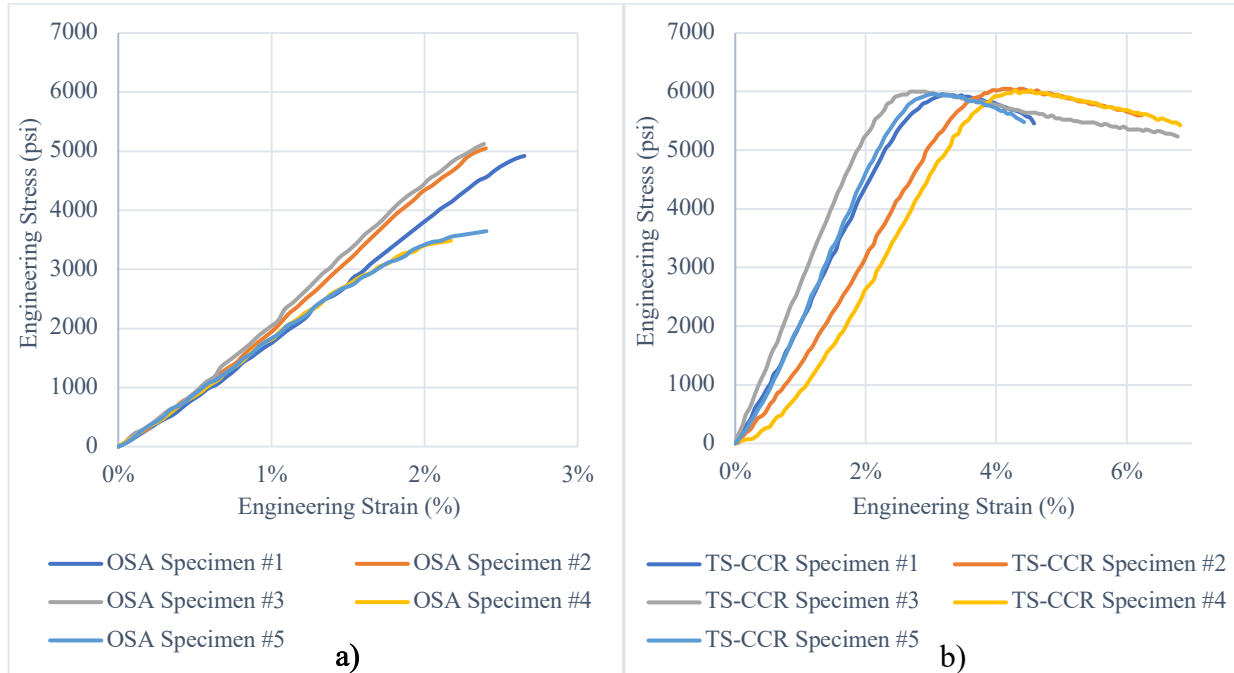 7000
6000
5000
4000
3000
2000
1000
0
Engineering Stress (psi)
0% 1% 2% 3%
Engineering Strain (%)
OSA Specimen #1 OSA Specimen #2
OSA Specimen #3 OSA Specimen #4
OSA Specimen #5
a)
7000
6000
5000
4000
3000
2000
1000
0
Engineering Stress (psi)
0% 2% 4% 6%
Engineering Strain (%)
TS-CCR Specimen #1 TS-CCR Specimen #2
TS-CCR Specimen #3 TS-CCR Specimen #4
TS-CCR Specimen #5
b)